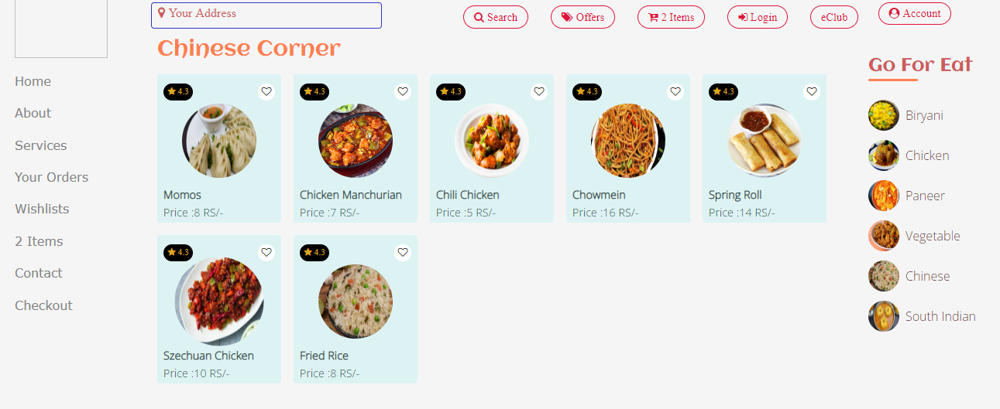 Your Address
Search
Offers
2 Items
Login
eClub
Account
Home
About
Services
Your Orders
Wishlists
2 Items
Contact
Checkout
Chinese Corner
4.3
Momos
Price :8 RS/-
4.3
Chicken Manchurian
Price :7 RS/-
4.3
Chili Chicken
Price :5 RS/-
4.3
Chowmein
Price :16 RS/-
4.3
Spring Roll
Price :14 RS/-
4.3
Szechuan Chicken
Price :10 RS/-
4.3
Fried Rice
Price :8 RS/-
Go For Eat
Biryani
Chicken
Paneer
Vegetable
Chinese
South Indian